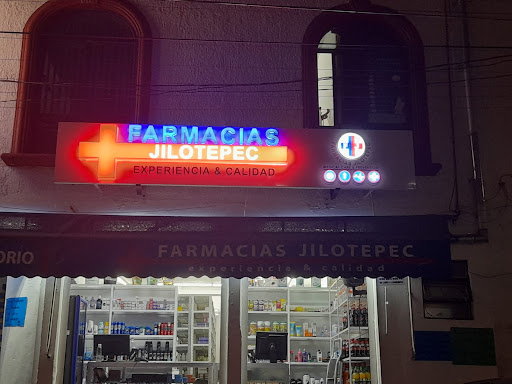 FARMACIAS
JILOTEPEC
EXPERIENCIA & CALIDAD
ORIO
FARMACIAS JILOTEPEC
experiencia & calidad